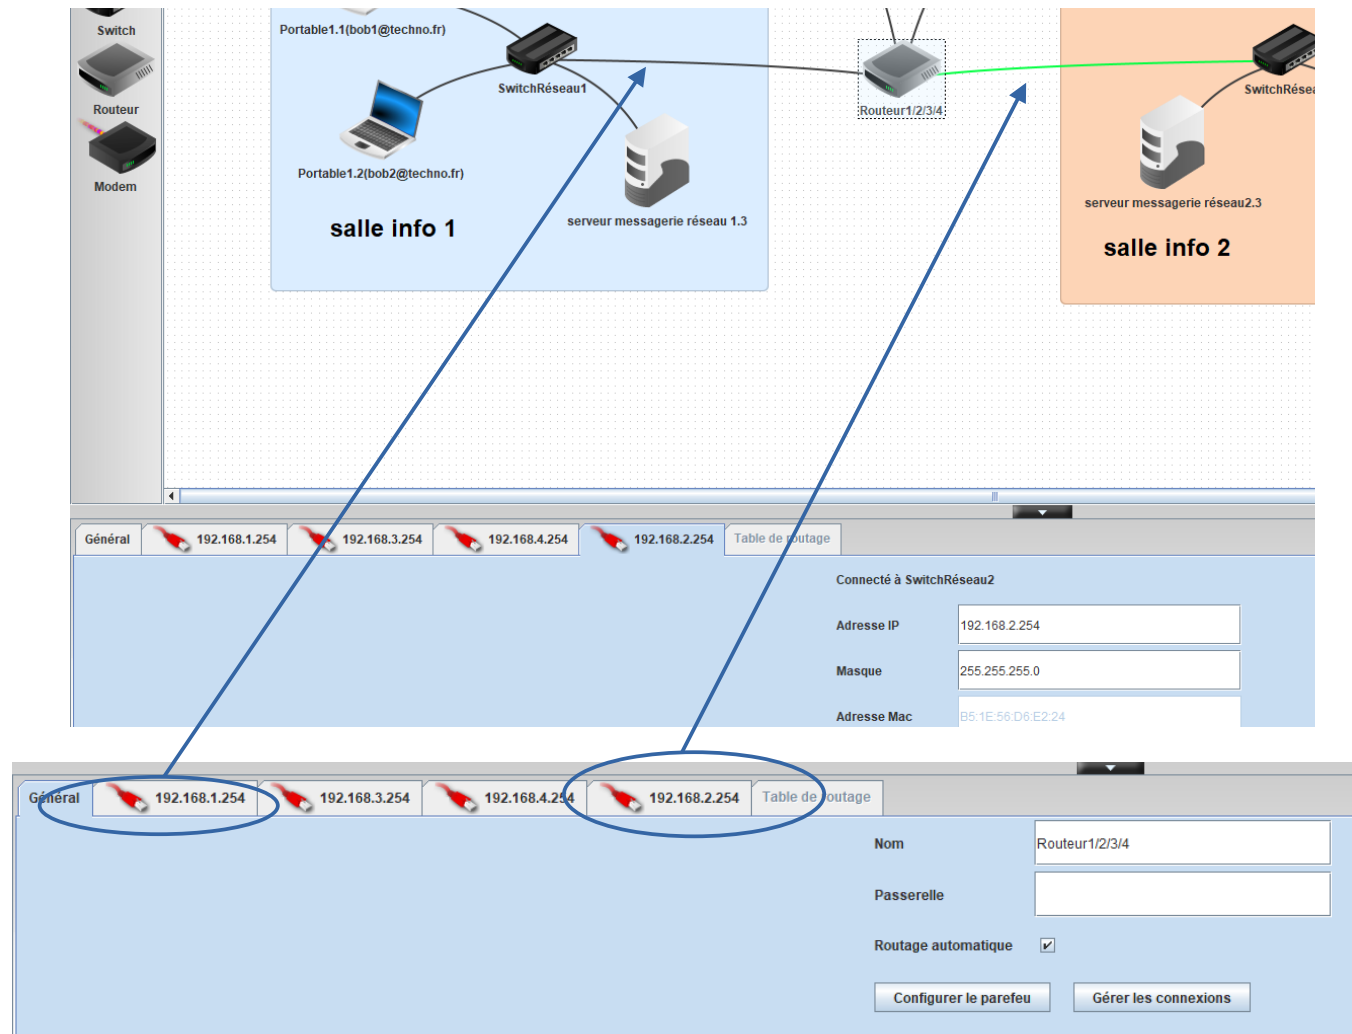 Switch
Portable1.1(bob1@techno.fr)
SwitchRéseau1
SwitchRésea
Routeur
Routeur1/2/3/4
Portable1.2(bob2@techno.fr)
Modem
serveur messagerie réseau 1.3
serveur messagerie réseau2.3
salle info 1
salle info 2
Général 192.168.1.254 192.168.3.254 192.168.4.254 192.168.2.254 Table de routage
Connecté à SwitchRéseau2
Adresse IP 192.168.2.254
Masque 255.255.255.0
Adresse Mac B5:1E:56:D6:E2:24
Général 192.168.1.254 192.168.3.254 192.168.4.254 192.168.2.254 Table de routage
Nom Routeur1/2/3/4
Passerelle
Routage automatique
Configurer le parefeu Gérer les connexions